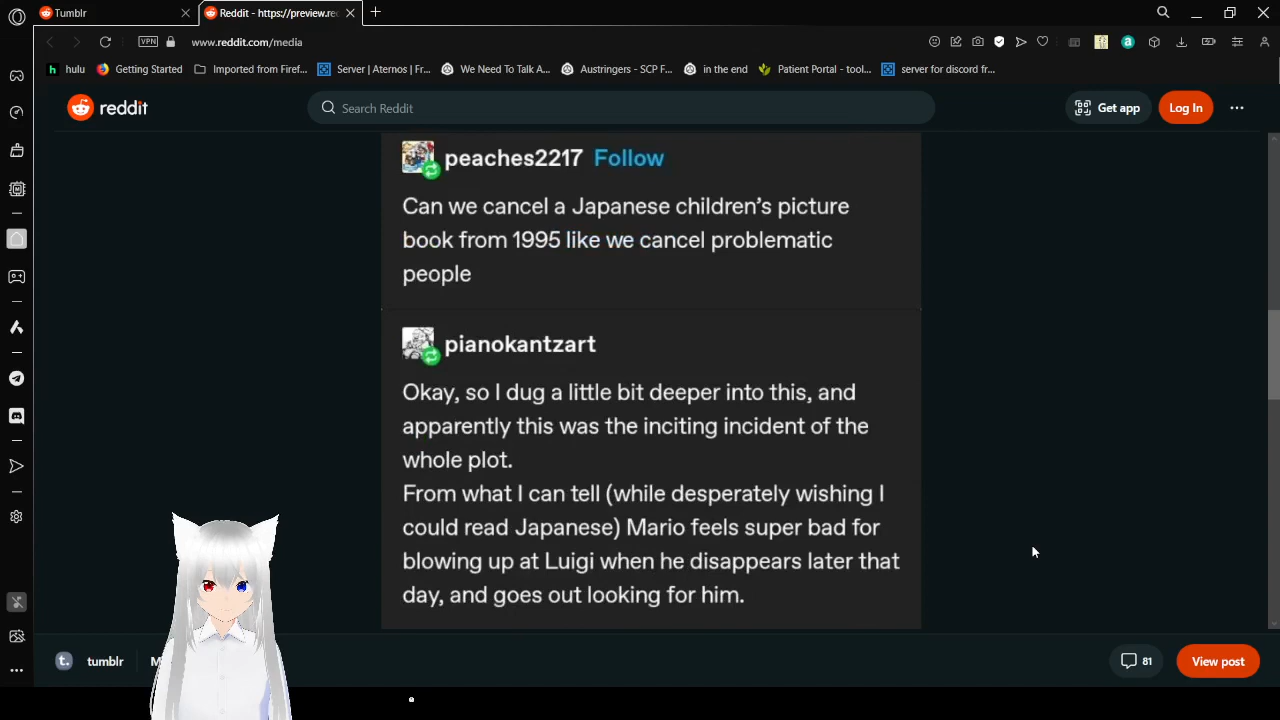 Tumblr
Reddit - https://preview.re
VPN
www.reddit.com/media
hulu
Getting Started
Imported from Firef...
Server | Aternos | Fr...
We Need To Talk A...
Austringers - SCP F...
in the end
Patient Portal - tool...
server for discord fr...
reddit
Search Reddit
Get app
Log In
peaches2217 Follow
Can we cancel a Japanese children's picture
book from 1995 like we cancel problematic
people
pianokantzart
Okay, so I dug a little bit deeper into this, and
apparently this was the inciting incident of the
whole plot.
From what I can tell (while desperately wishing I
could read Japanese) Mario feels super bad for
blowing up at Luigi when he disappears later that
day, and goes out looking for him.
t. tumblr M
81
View post